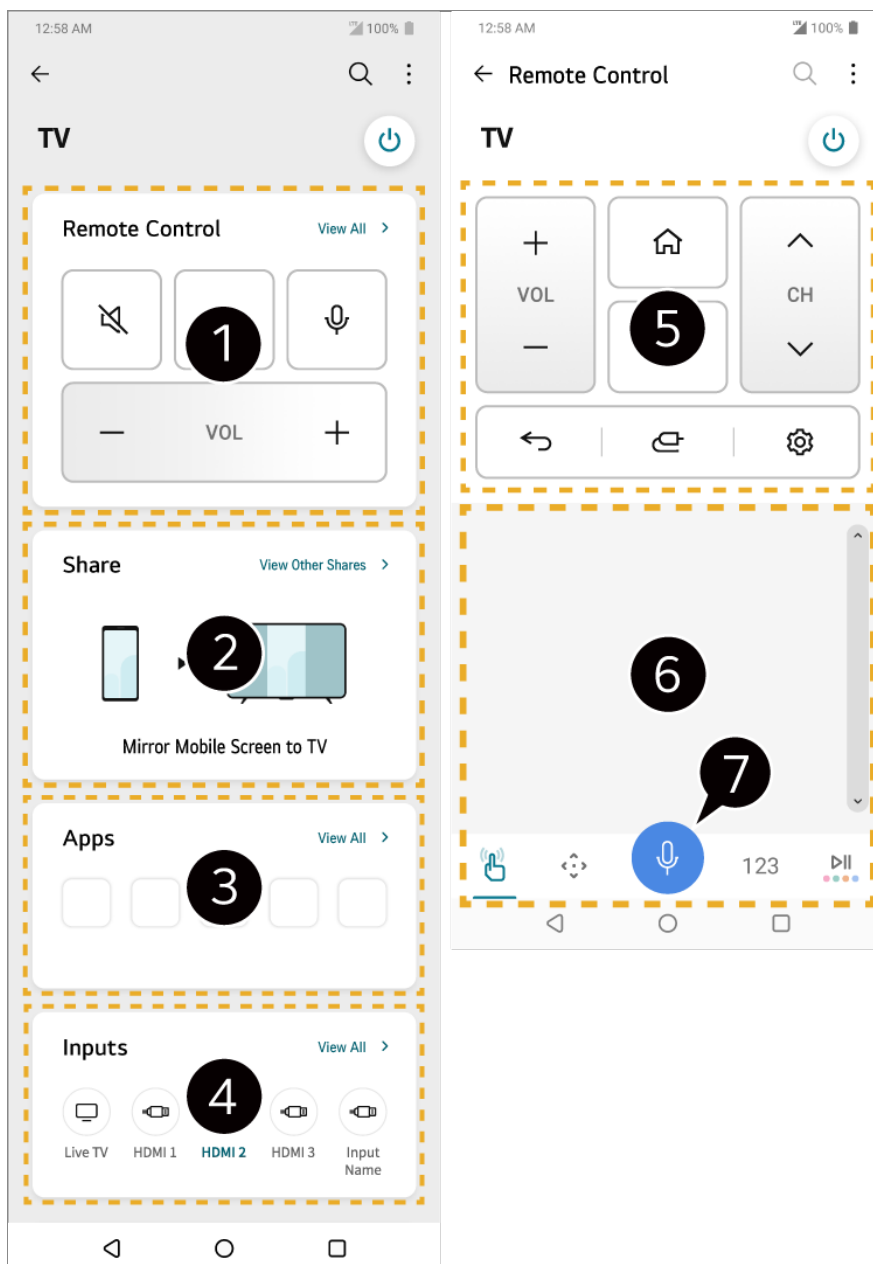 12:58 AM
LTE 100%
TV
Remote Control
View All
1
VOL
Share
View Other Shares
2
Mirror Mobile Screen to TV
Apps
View All
3
Inputs
View All
4
Live TV
HDMI 1
HDMI 2
HDMI 3
Input
Name
12:58 AM
LTE 100%
Remote Control
TV
VOL
CH
5
6
7
123